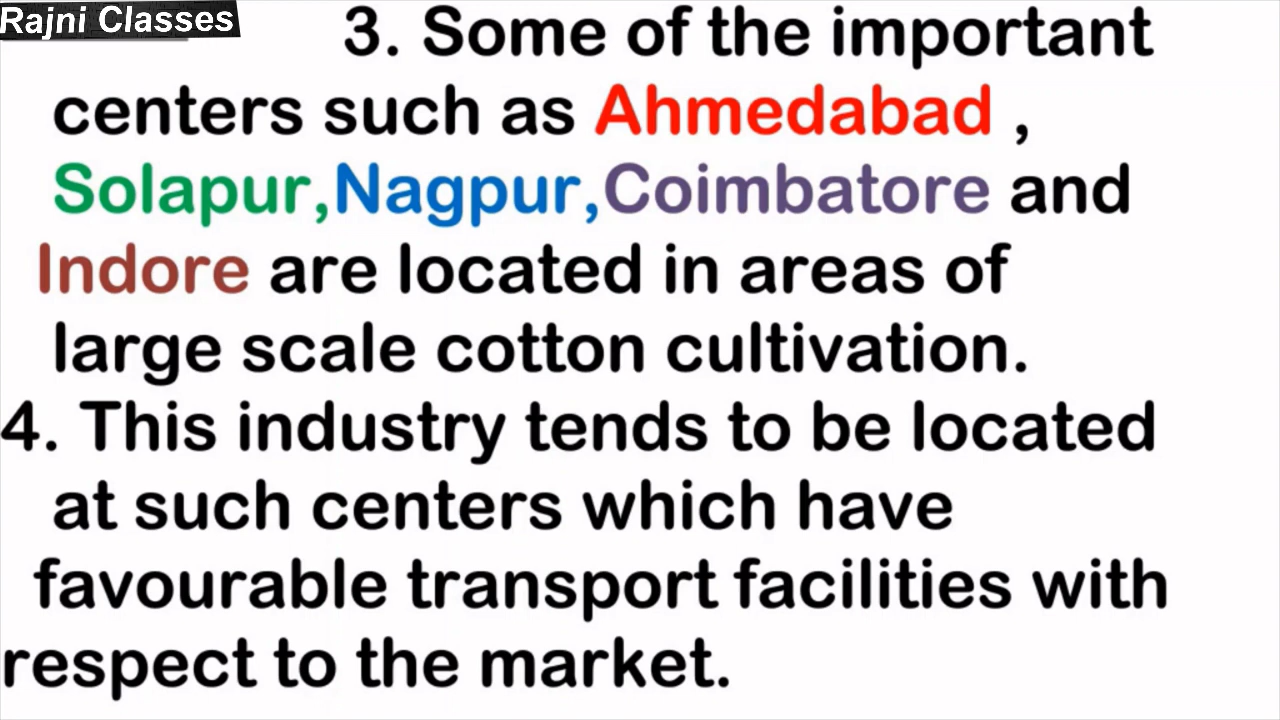 Rajni Classes
3. Some of the important
centers such as Ahmedabad ,
Solapur,Nagpur,Coimbatore and
Indore are located in areas of
large scale cotton cultivation.
4. This industry tends to be located
at such centers which have
favourable transport facilities with
respect to the market.